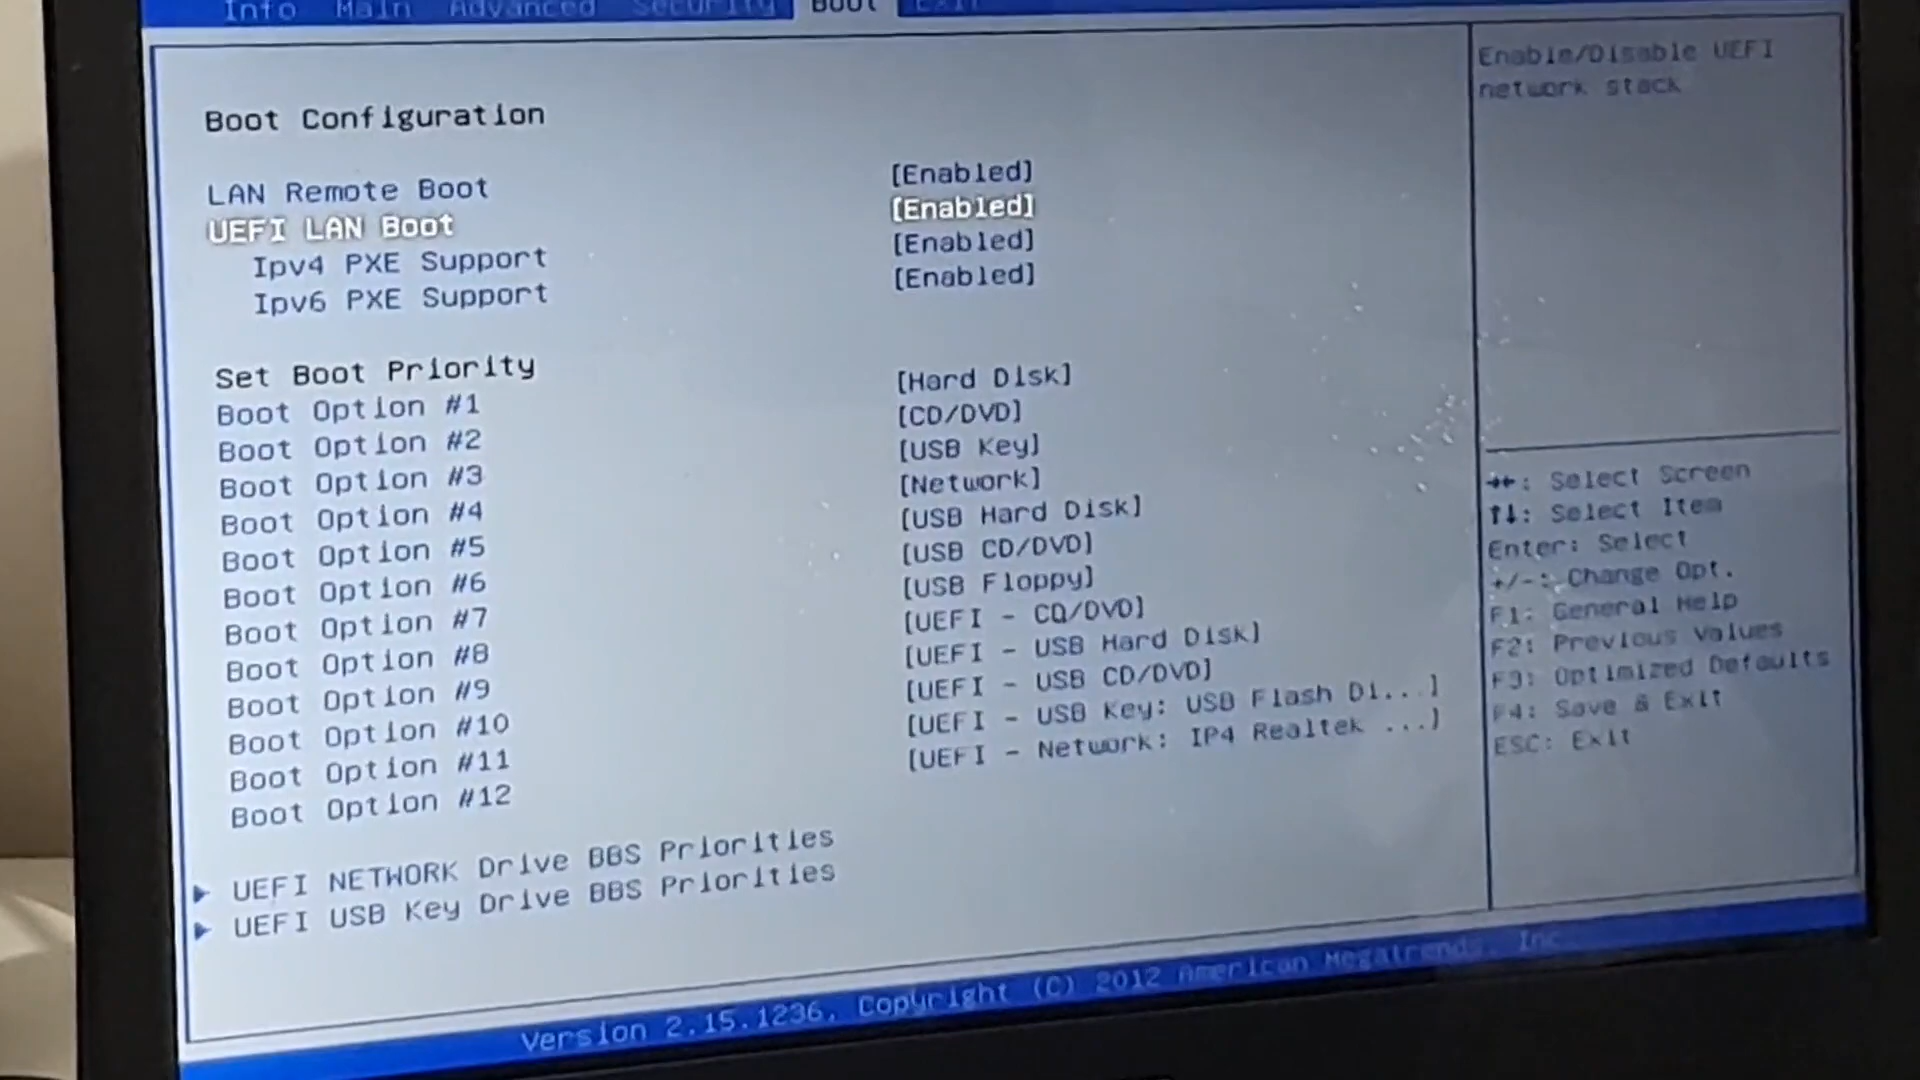 Info Main Advanced Security Boot Exit
Boot Configuration
LAN Remote Boot [Enabled]
UEFI LAN Boot [Enabled]
Ipv4 PXE Support [Enabled]
Ipv6 PXE Support [Enabled]
Set Boot Priority
Boot Option #1 [Hard Disk]
Boot Option #2 [CD/DVD]
Boot Option #3 [USB Key]
Boot Option #4 [Network]
Boot Option #5 [USB Hard Disk]
Boot Option #6 [USB CD/DVD]
Boot Option #7 [USB Floppy]
Boot Option #8 [UEFI - CD/DVD]
Boot Option #9 [UEFI - USB Hard Disk]
Boot Option #10 [UEFI - USB CD/DVD]
Boot Option #11 [UEFI - USB Key: USB Flash Di...]
Boot Option #12 [UEFI - Network: IP4 Realtek ...]
▶ UEFI NETWORK Drive BBS Priorities
▶ UEFI USB Key Drive BBS Priorities
Enable/Disable UEFI
network stack
→←: Select Screen
↑↓: Select Item
Enter: Select
+/-: Change Opt.
F1: General Help
F2: Previous Values
F3: Optimized Defaults
F4: Save & Exit
ESC: Exit
Version 2.15.1236. Copyright (C) 2012 American Megatrends, Inc.